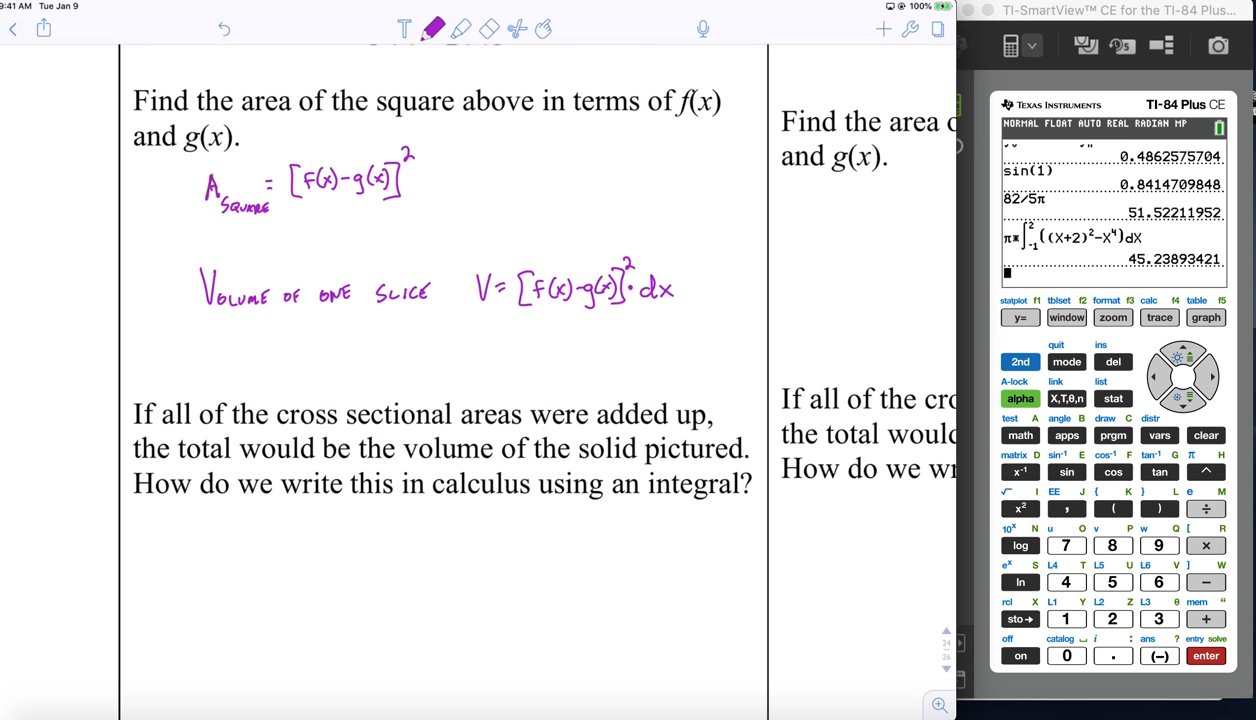 9:41 AM Tue Jan 9
100%
TI-SmartView™ CE for the TI-84 Plus...
Find the area of the square above in terms of f(x)
and g(x).
A SQUARE = [f(x)-g(x)]²
VOLUME OF ONE SLICE V= [f(x)-g(x)]²· dx
If all of the cross sectional areas were added up,
the total would be the volume of the solid pictured.
How do we write this in calculus using an integral?
Find the area
and g(x).
If all of the cr
the total would
How do we w
24
26
TEXAS INSTRUMENTS TI-84 Plus CE
NORMAL FLOAT AUTO REAL RADIAN MP
0.4862575704
sin(1)
0.8414709848
82/5π
51.52211952
π*∫₋₁²((X+2)²-X⁴)dX
45.23893421
statplot f1 tblset f2 format f3 calc f4 table f5
y= window zoom trace graph
quit ins
2nd mode del
A-lock link list
alpha X,T,θ,n stat
test A angle B draw C distr
math apps prgm vars clear
matrix D sin⁻¹ E cos⁻¹ F tan⁻¹ G π H
x⁻¹ sin cos tan ^
√ I EE J { K } L e M
x² , ( ) ÷
10ˣ N u O v P w Q [ R
log 7 8 9 ×
eˣ S L4 T L5 U L6 V ] W
ln 4 5 6 −
rcl X L1 Y L2 Z L3 θ mem "
sto→ 1 2 3 +
off catalog ⎵ i : ans ? entry solve
on 0 . (−) enter